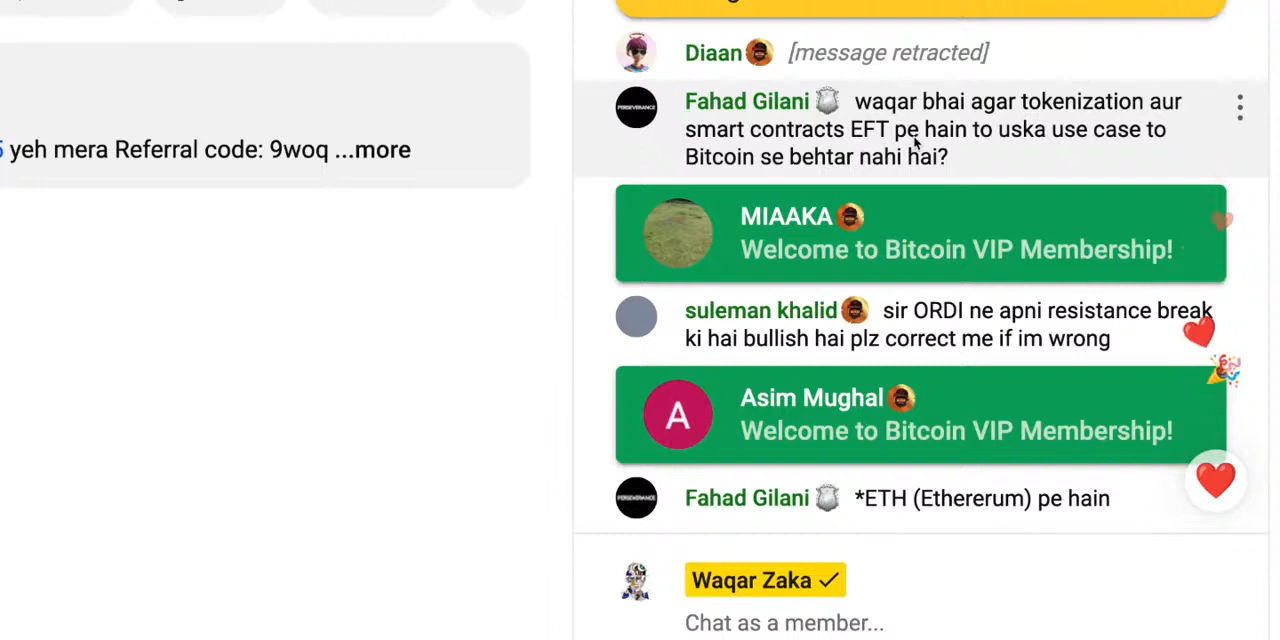 yeh mera Referral code: 9woq ...more
Diaan [message retracted]
PERSEVERANCE
Fahad Gilani waqar bhai agar tokenization aur
smart contracts EFT pe hain to uska use case to
Bitcoin se behtar nahi hai?
MIAAKA
Welcome to Bitcoin VIP Membership!
suleman khalid sir ORDI ne apni resistance break
ki hai bullish hai plz correct me if im wrong
A
Asim Mughal
Welcome to Bitcoin VIP Membership!
PERSEVERANCE
Fahad Gilani *ETH (Ethererum) pe hain
Waqar Zaka
Chat as a member...